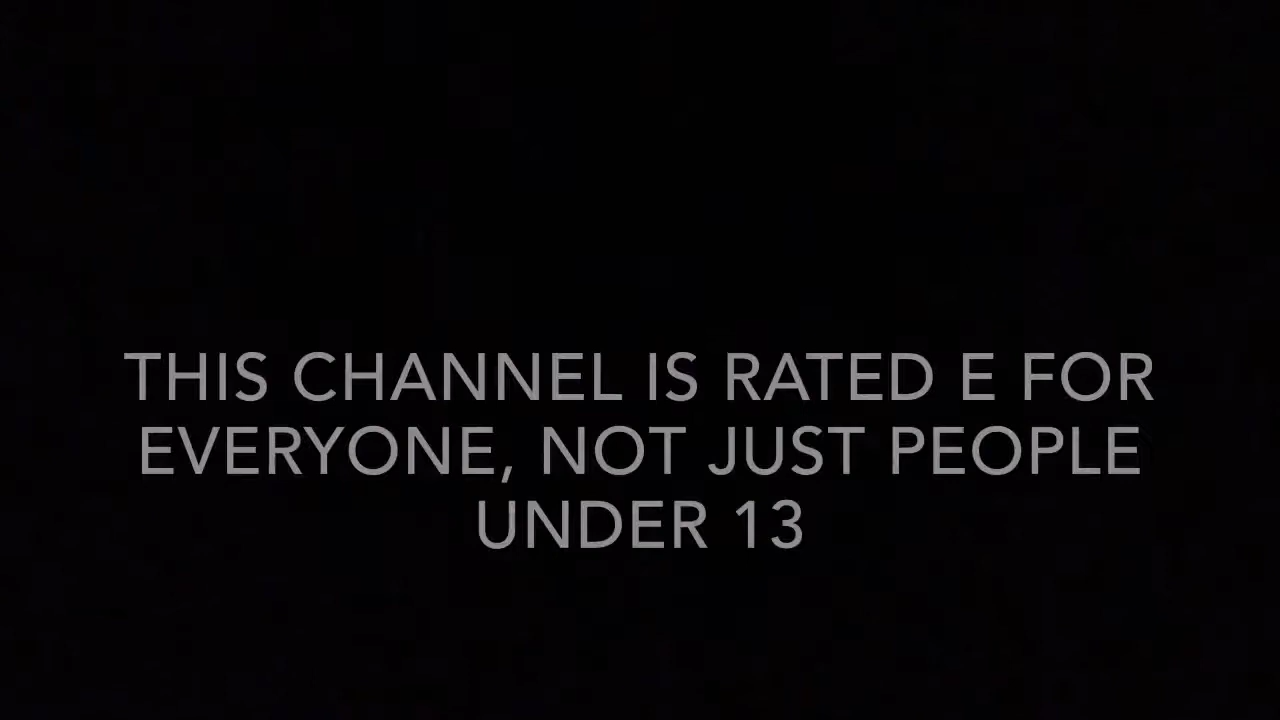 THIS CHANNEL IS RATED E FOR
EVERYONE, NOT JUST PEOPLE
UNDER 13